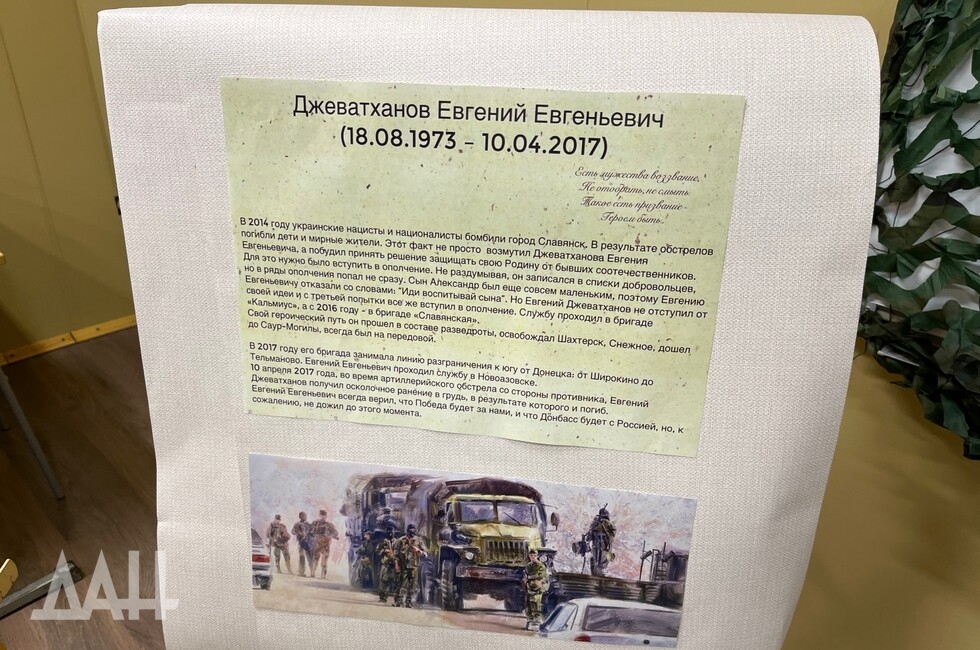 Джеватханов Евгений Евгеньевич
(18.08.1973 - 10.04.2017)
Есть мужества воззвание,
Не отодрать, не смыть.
Такое есть призвание -
Героем быть.
В 2014 году украинские нацисты и националисты бомбили город Славянск. В результате обстрелов
погибли дети и мирные жители. Этот факт не просто возмутил Джеватханова Евгения
Евгеньевича, а побудил принять решение защищать свою Родину от бывших соотечественников.
Для это нужно было вступить в ополчение. Не раздумывая, он записался в списки добровольцев,
но в ряды ополчения попал не сразу. Сын Александр был еще совсем маленьким, поэтому Евгению
Евгеньевичу отказали со словами: "Иди воспитывай сына". Но Евгений Джеватханов не отступил от
своей идеи и с третьей попытки все же вступил в ополчение. Службу проходил в бригаде
«Кальмиус», а с 2016 году - в бригаде «Славянская».
Свой героический путь он прошел в составе разведроты, освобождал Шахтерск, Снежное, дошел
до Саур-Могилы, всегда был на передовой.
В 2017 году его бригада занимала линию разграничения к югу от Донецка: от Широкино до
Тельманово. Евгений Евгеньевич проходил службу в Новоазовске.
10 апреля 2017 года, во время артиллерийского обстрела со стороны противника, Евгений
Джеватханов получил осколочное ранение в грудь, в результате которого и погиб.
Евгений Евгеньевич всегда верил, что Победа будет за нами, и что Донбасс будет с Россией, но, к
сожалению, не дожил до этого момента.
ДАН